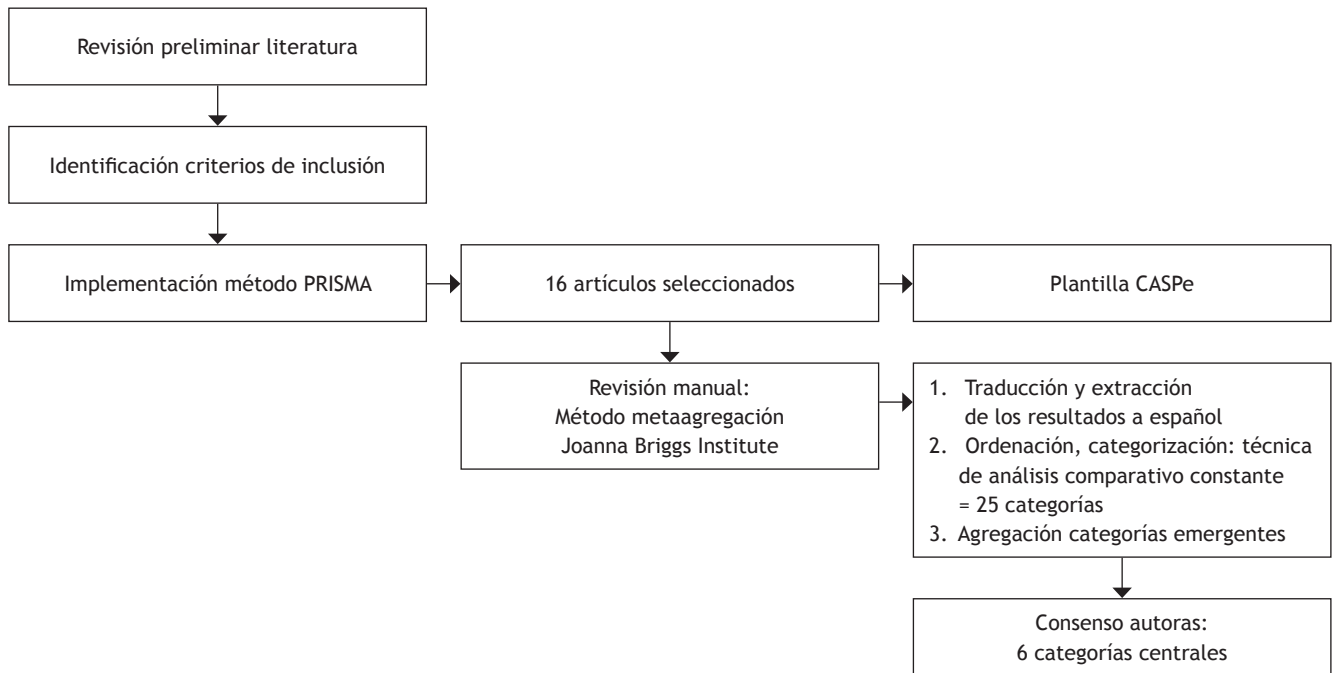 Revisión preliminar literatura
Identificación criterios de inclusión
Implementación método PRISMA
16 artículos seleccionados
Plantilla CASPe
Revisión manual:
Método metaagregación
Joanna Briggs Institute
1. Traducción y extracción
de los resultados a español
2. Ordenación, categorización: técnica
de análisis comparativo constante
= 25 categorías
3. Agregación categorías emergentes
Consenso autoras:
6 categorías centrales